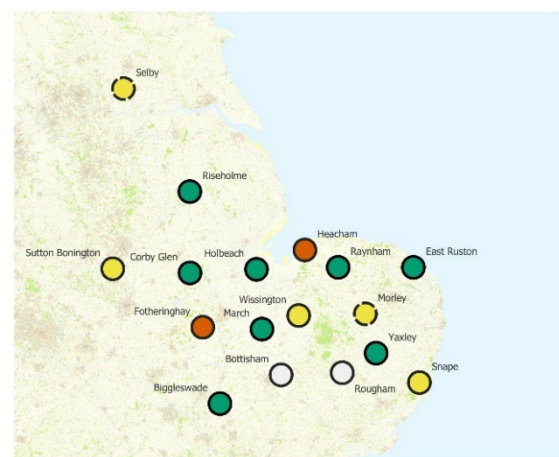 Selby
Riseholme
Heacham
Sutton Bonington
Corby Glen
Holbeach
Raynham
East Ruston
Wissington
Morley
Fotheringhay
March
Yaxley
Bottisham
Snape
Biggleswade
Rougham